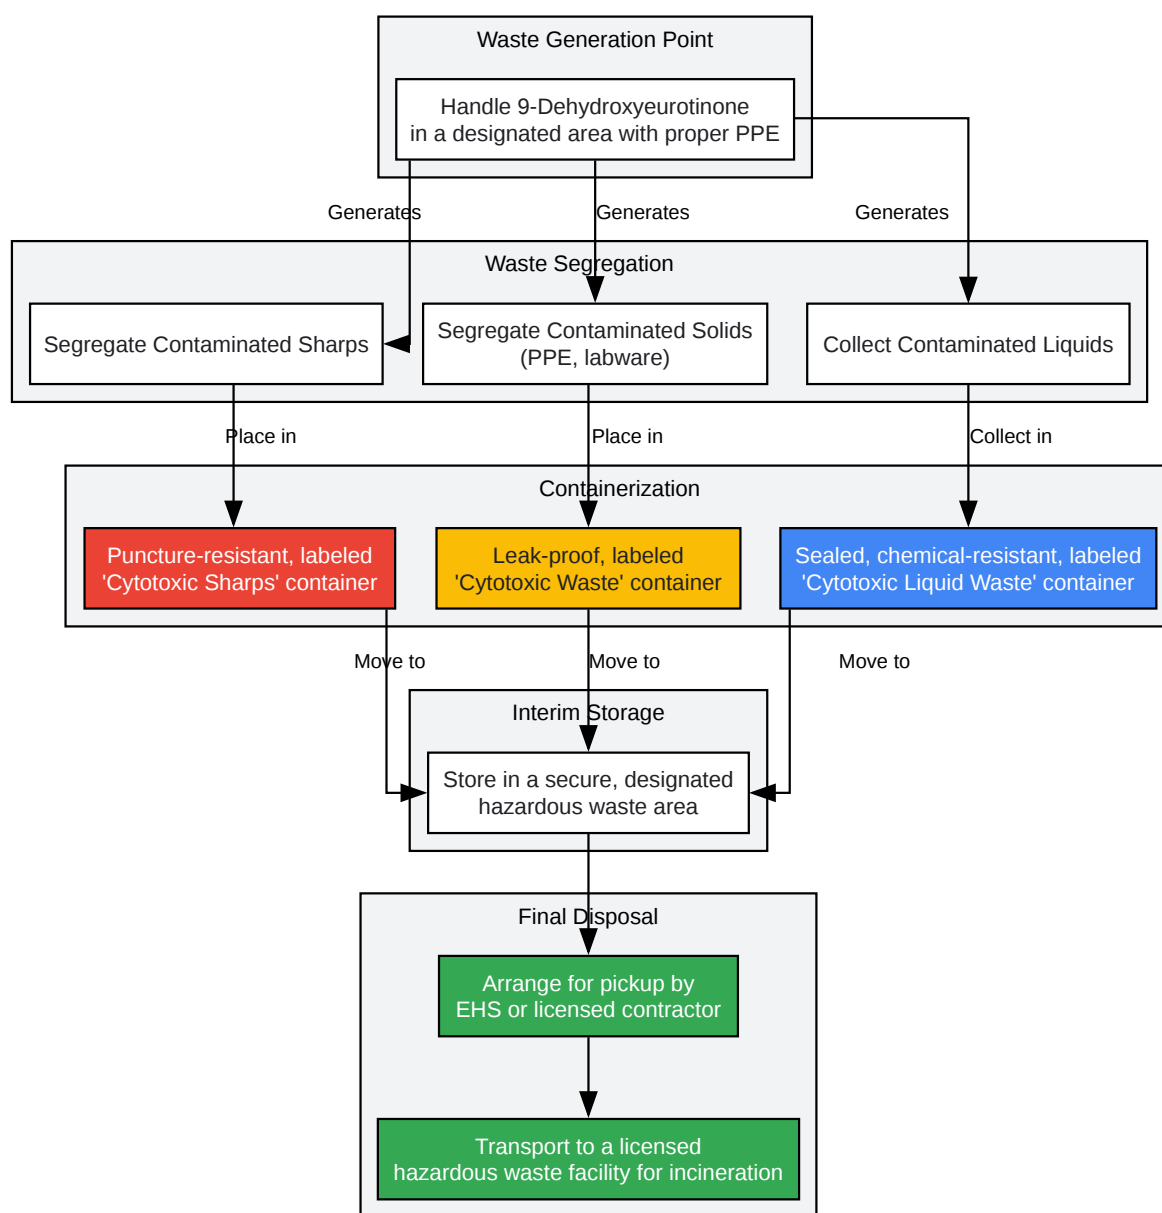 Waste Generation Point
Handle 9-Dehydroxyeurotinone
in a designated area with proper PPE
Generates
Generates
Generates
Waste Segregation
Segregate Contaminated Sharps
Segregate Contaminated Solids
(PPE, labware)
Collect Contaminated Liquids
Place in
Place in
Collect in
Containerization
Puncture-resistant, labeled
'Cytotoxic Sharps' container
Leak-proof, labeled
'Cytotoxic Waste' container
Sealed, chemical-resistant, labeled
'Cytotoxic Liquid Waste' container
Move to
Move to
Move to
Interim Storage
Store in a secure, designated
hazardous waste area
Final Disposal
Arrange for pickup by
EHS or licensed contractor
Transport to a licensed
hazardous waste facility for incineration